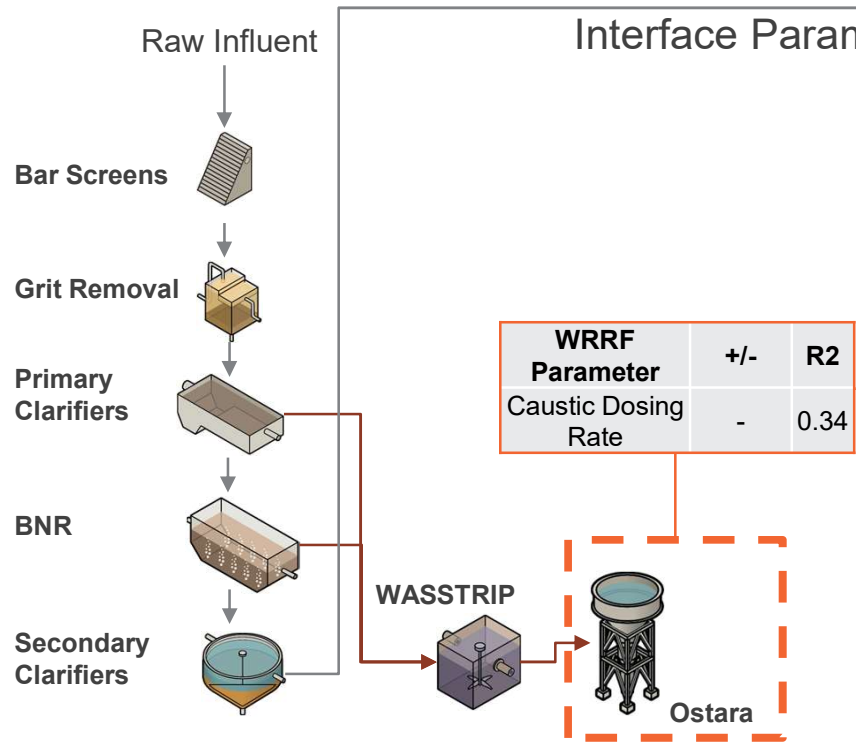 Raw Influent
Interface Param
Bar Screens
Grit Removal
WRRF
Parameter
+/-
R2
Caustic Dosing
Rate
-
0.34
Primary
Clarifiers
BNR
WASSTRIP
Secondary
Clarifiers
Ostara